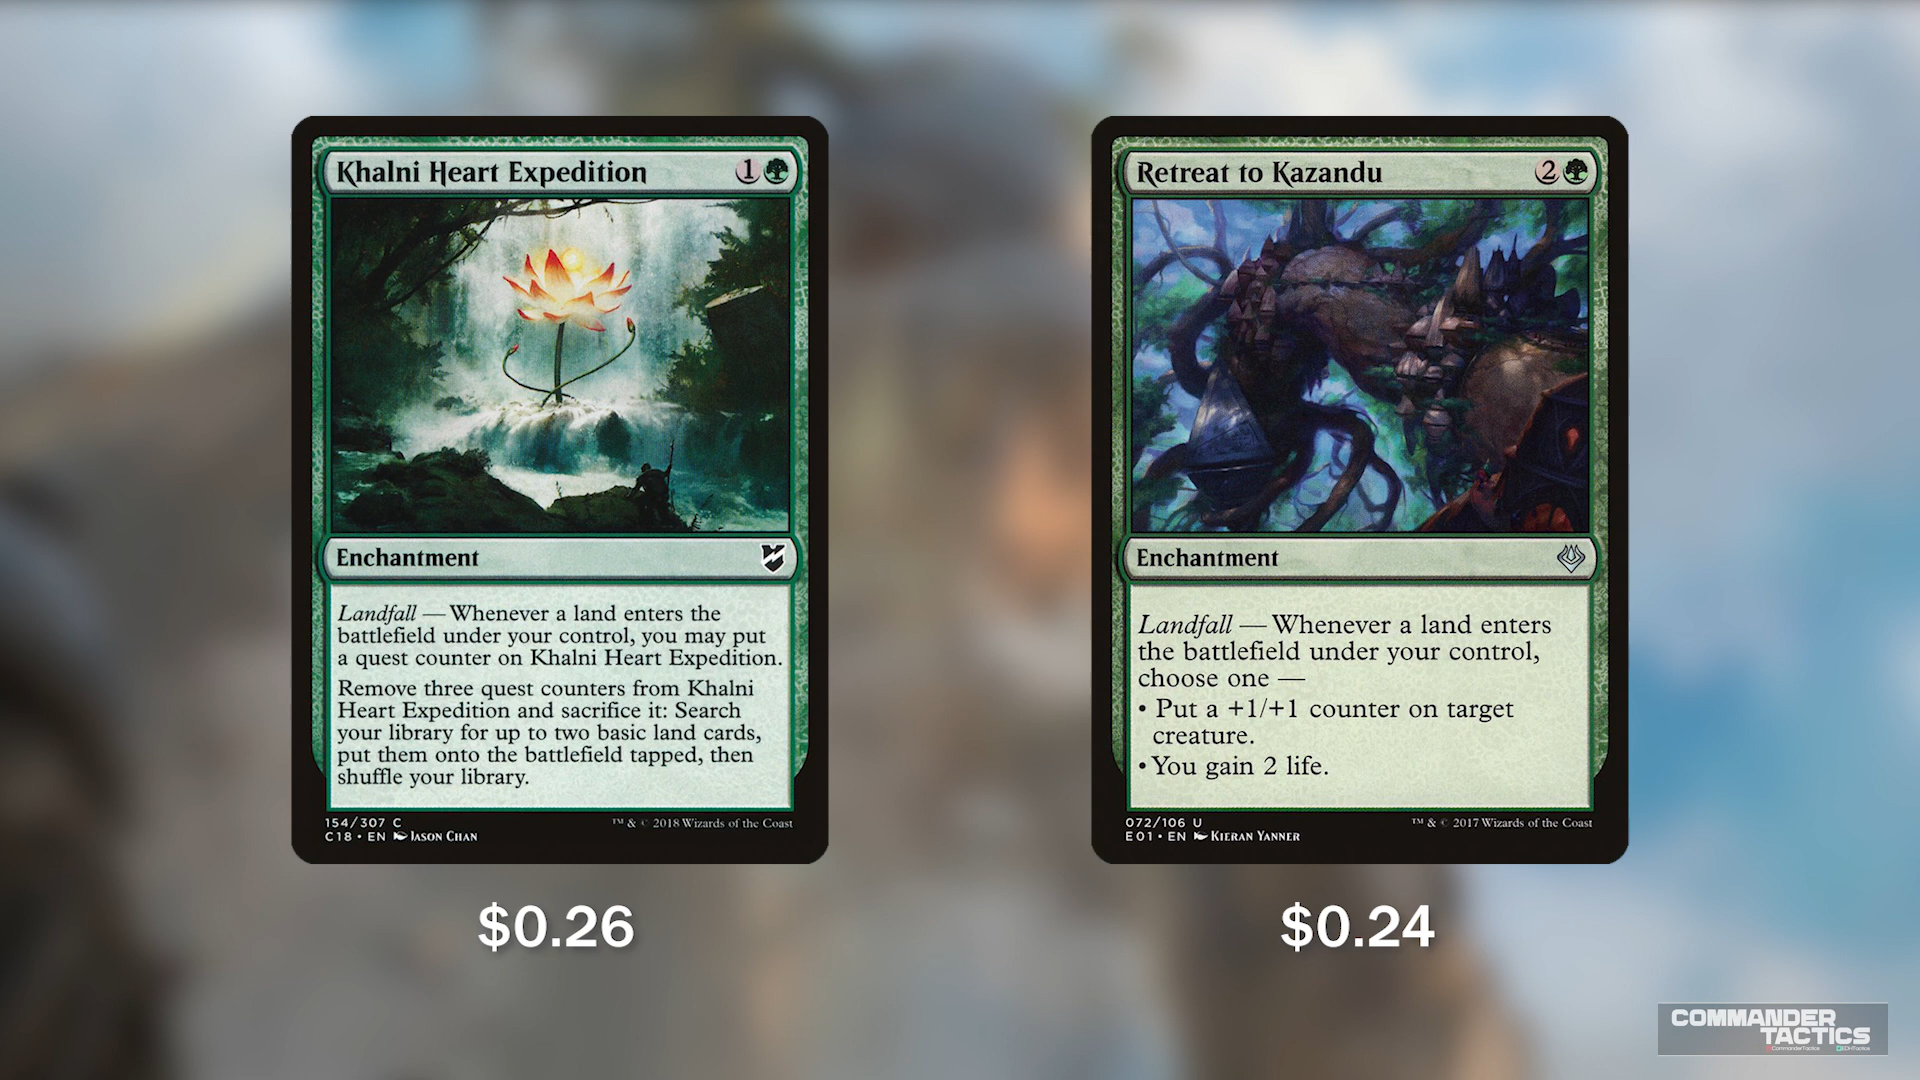 Khalni Heart Expedition 1
Enchantment
Landfall — Whenever a land enters the
battlefield under your control, you may put
a quest counter on Khalni Heart Expedition.
Remove three quest counters from Khalni
Heart Expedition and sacrifice it: Search
your library for up to two basic land cards,
put them onto the battlefield tapped, then
shuffle your library.
154/307 C
C18 • EN JASON CHAN
™ & © 2018 Wizards of the Coast
$0.26
Retreat to Kazandu 2
Enchantment
Landfall — Whenever a land enters
the battlefield under your control,
choose one —
• Put a +1/+1 counter on target
creature.
• You gain 2 life.
072/106 U
E01 • EN KIERAN YANNER
™ & © 2017 Wizards of the Coast
$0.24
COMMANDER
TACTICS